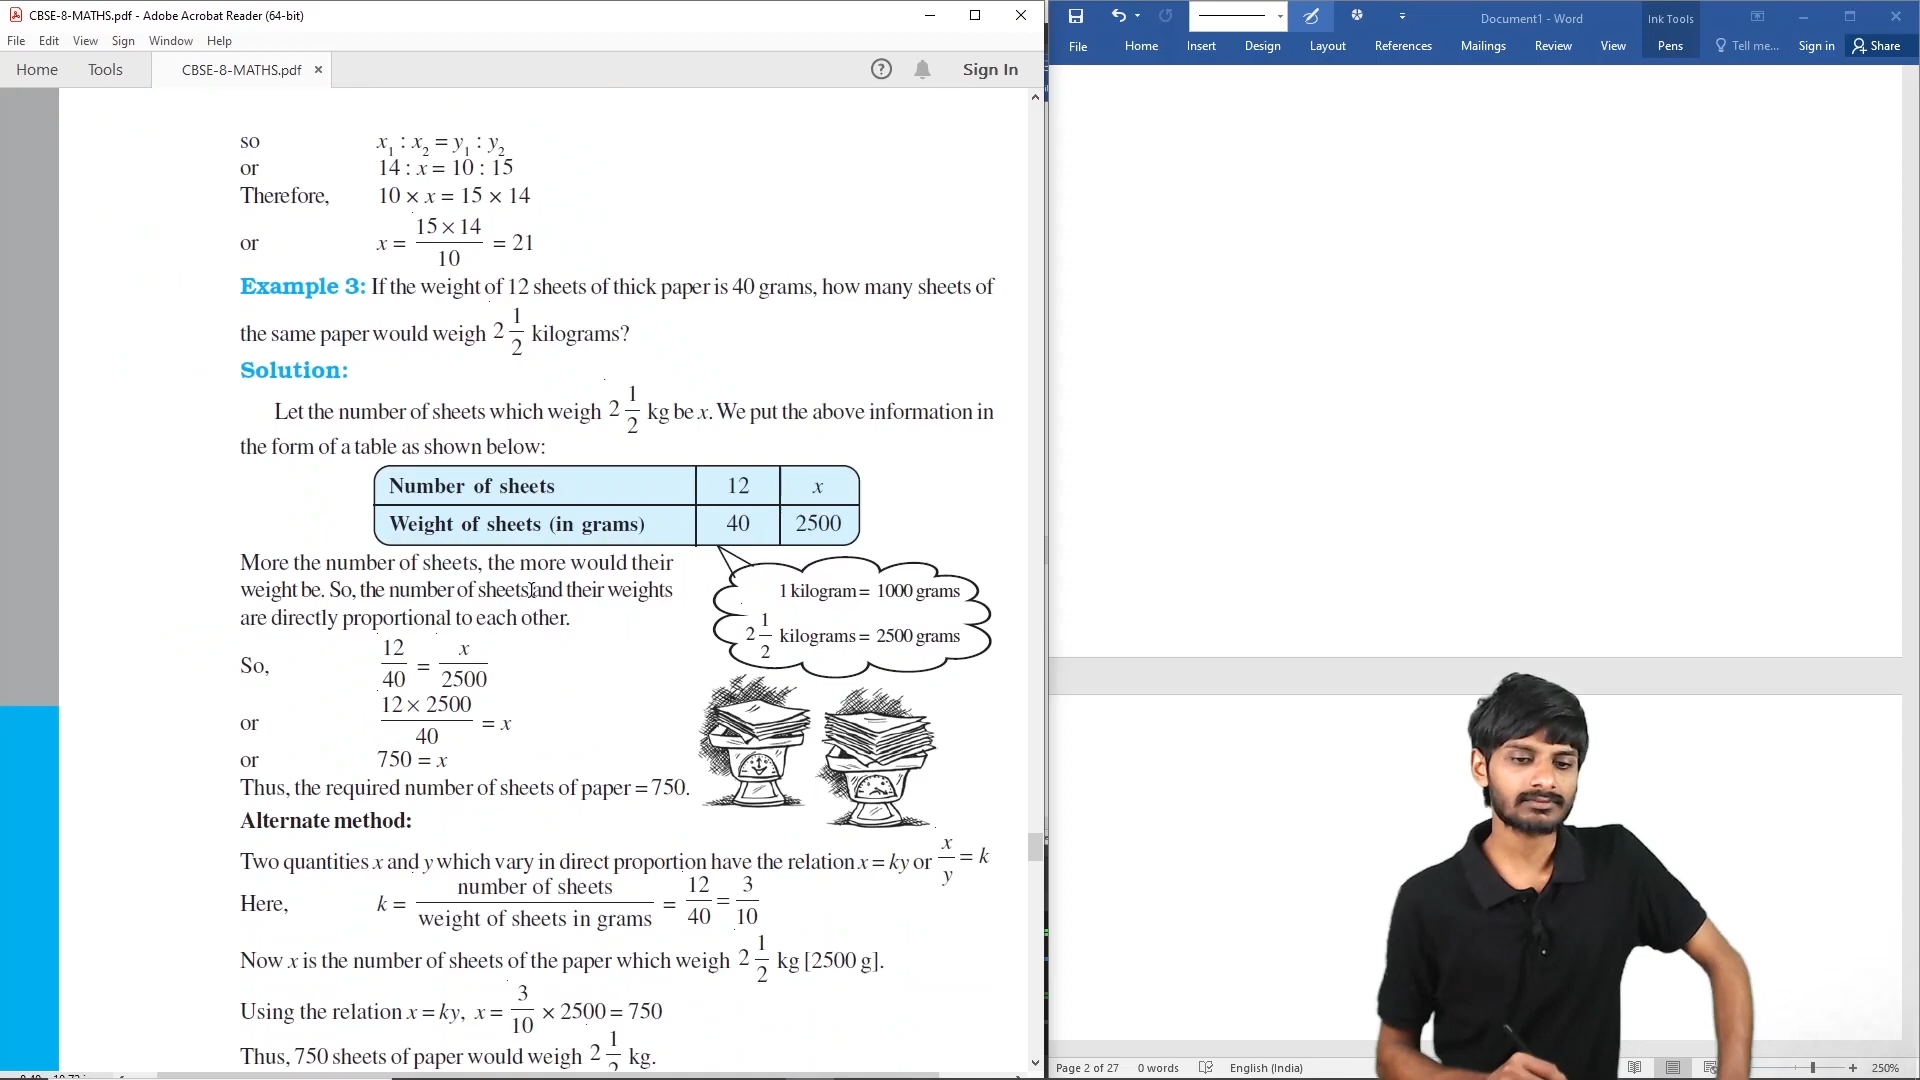 CBSE-8-MATHS.pdf - Adobe Acrobat Reader (64-bit)
File Edit View Sign Window Help
Home Tools CBSE-8-MATHS.pdf × ? Sign In
so x₁ : x₂ = y₁ : y₂
or 14 : x = 10 : 15
Therefore, 10 × x = 15 × 14
or x = (15 × 14)/10 = 21
Example 3: If the weight of 12 sheets of thick paper is 40 grams, how many sheets of
the same paper would weigh 2 1/2 kilograms?
Solution:
Let the number of sheets which weigh 2 1/2 kg be x. We put the above information in
the form of a table as shown below:
Number of sheets 12 x
Weight of sheets (in grams) 40 2500
More the number of sheets, the more would their
weight be. So, the number of sheets and their weights
are directly proportional to each other.
1 kilogram = 1000 grams
2 1/2 kilograms = 2500 grams
So, 12/40 = x/2500
or (12 × 2500)/40 = x
or 750 = x
Thus, the required number of sheets of paper = 750.
Alternate method:
Two quantities x and y which vary in direct proportion have the relation x = ky or x/y = k
Here, k = number of sheets/weight of sheets in grams = 12/40 = 3/10
Now x is the number of sheets of the paper which weigh 2 1/2 kg [2500 g].
Using the relation x = ky, x = 3/10 × 2500 = 750
Thus, 750 sheets of paper would weigh 2 1/2 kg.
Document1 - Word Ink Tools
File Home Insert Design Layout References Mailings Review View Pens Tell me... Sign in Share
Page 2 of 27 0 words English (India) 250%